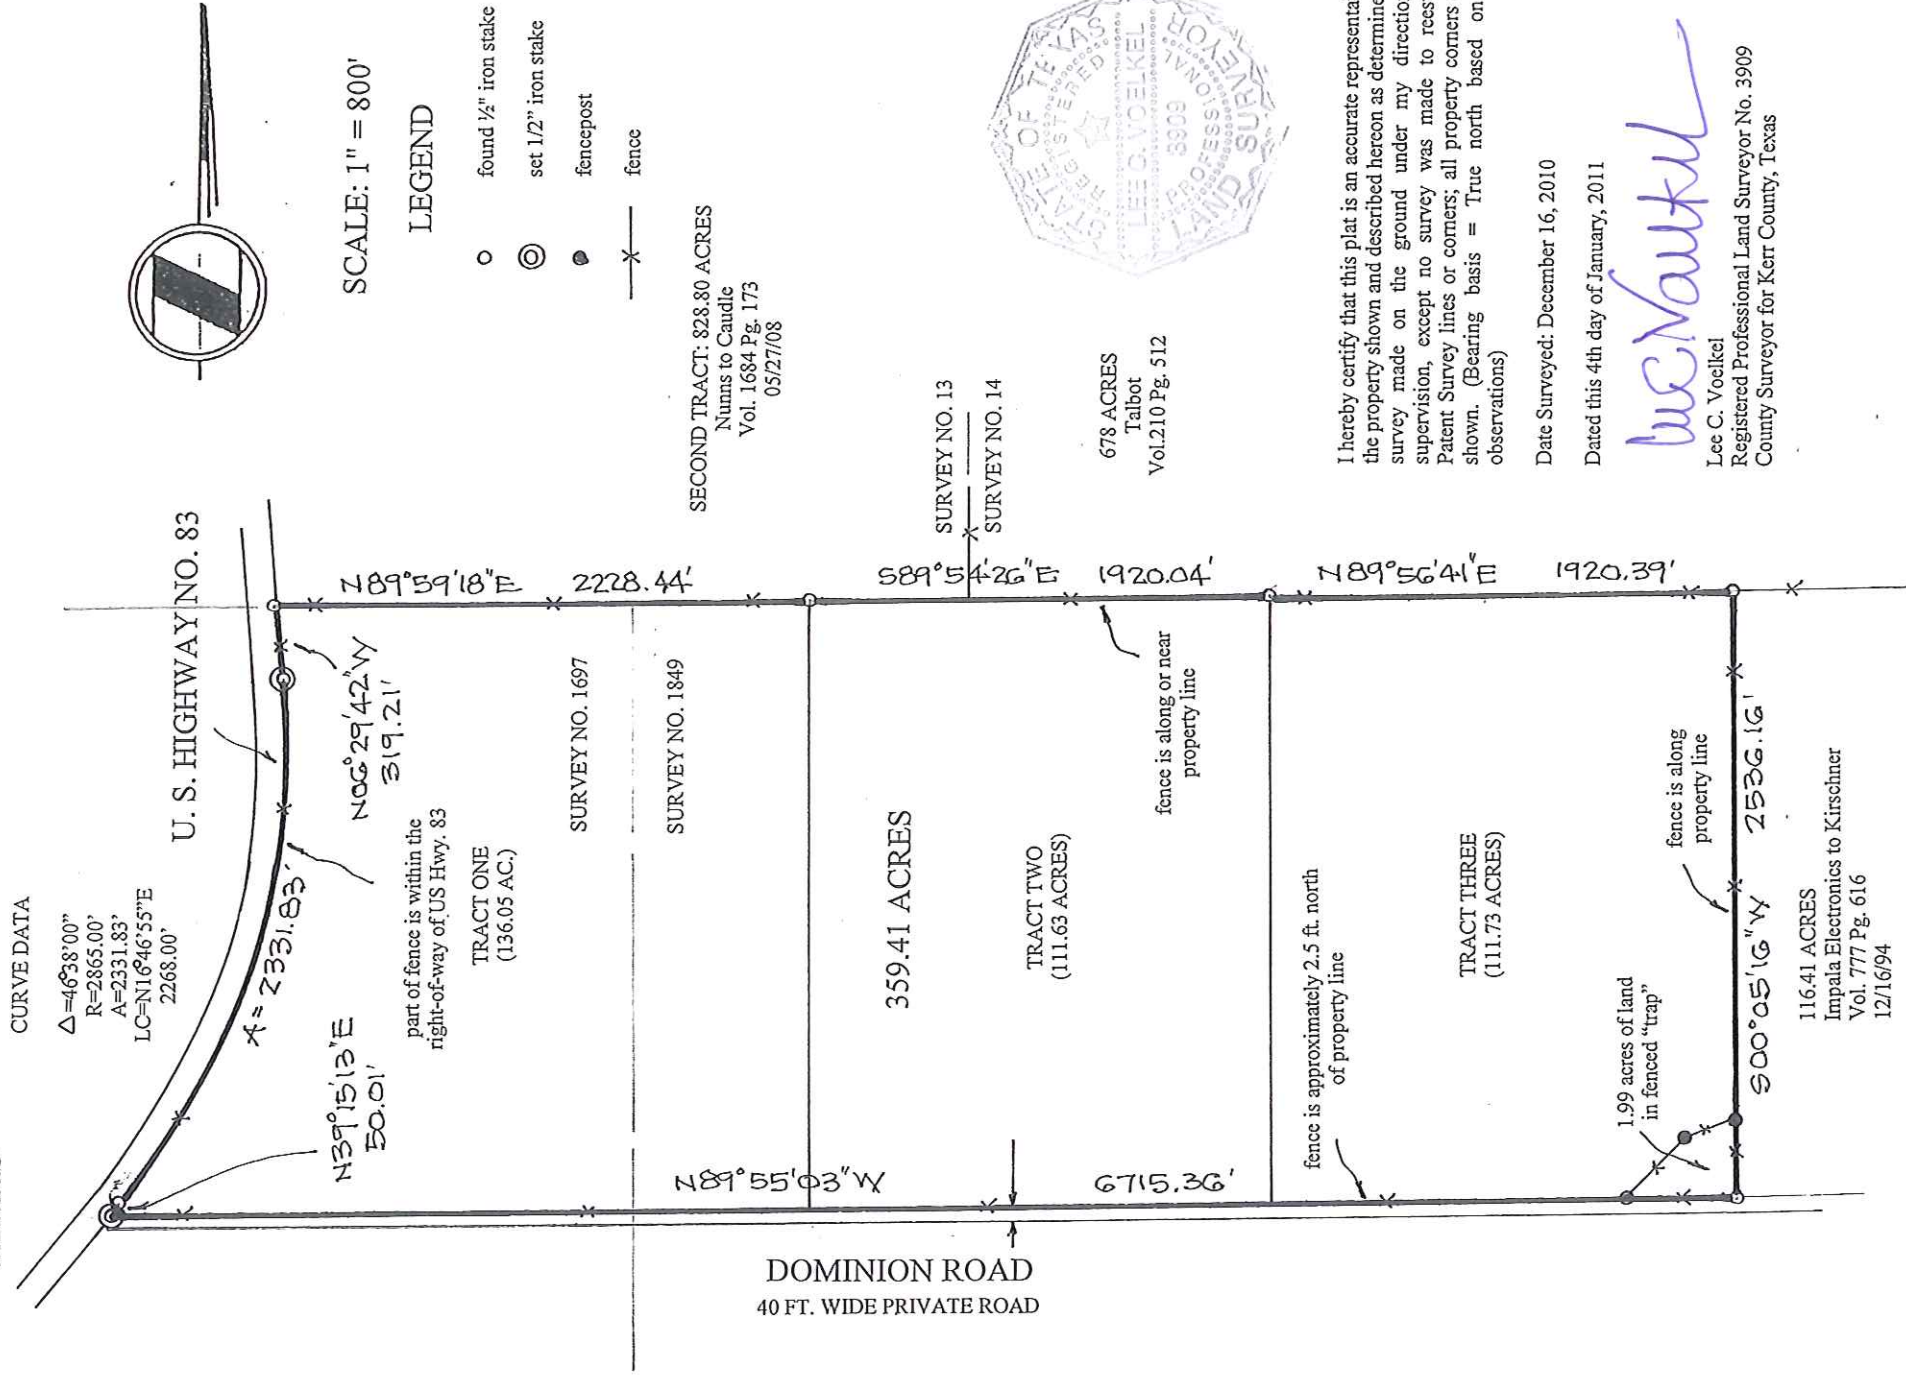 CURVE DATA
Δ=46°38'00"
R=2865.00'
A=2331.83'
LC=N16°46'55"E
2268.00'
U. S. HIGHWAY NO. 83
A = 2331.83'
N39°15'13"E
50.01'
N06°29'42"W
319.21'
part of fence is within the
right-of-way of US Hwy. 83
TRACT ONE
(136.05 AC.)
SURVEY NO. 1697
SURVEY NO. 1849
359.41 ACRES
TRACT TWO
(111.63 ACRES)
fence is along or near
property line
TRACT THREE
(111.73 ACRES)
fence is approximately 2.5 ft. north
of property line
1.99 acres of land
in fenced "trap"
fence is along
property line
N89°59'18"E 2228.44'
S89°54'26"E 1920.04'
N89°56'41"E 1920.39'
S00°05'16"W 2536.16'
N89°55'03"W 6715.36'
DOMINION ROAD
40 FT. WIDE PRIVATE ROAD
116.41 ACRES
Impala Electronics to Kirschner
Vol. 777 Pg. 616
12/16/94
SCALE: 1" = 800'
LEGEND
found ½" iron stake
set 1/2" iron stake
fencepost
fence
SECOND TRACT: 828.80 ACRES
Nunns to Caudle
Vol. 1684 Pg. 173
05/27/08
SURVEY NO. 13
SURVEY NO. 14
678 ACRES
Talbot
Vol.210 Pg. 512
STATE OF TEXAS
REGISTERED
LEE C. VOELKEL
3909
PROFESSIONAL
LAND SURVEYOR
I hereby certify that this plat is an accurate
the property shown and described hereon as
survey made on the ground under my
supervision, except no survey was made to
Patent Survey lines or corners; all property corners
shown. (Bearing basis = True north based on
observations)
Date Surveyed: December 16, 2010
Dated this 4th day of January, 2011
Lee C. Voelkel
Registered Professional Land Surveyor No. 3909
County Surveyor for Kerr County, Texas